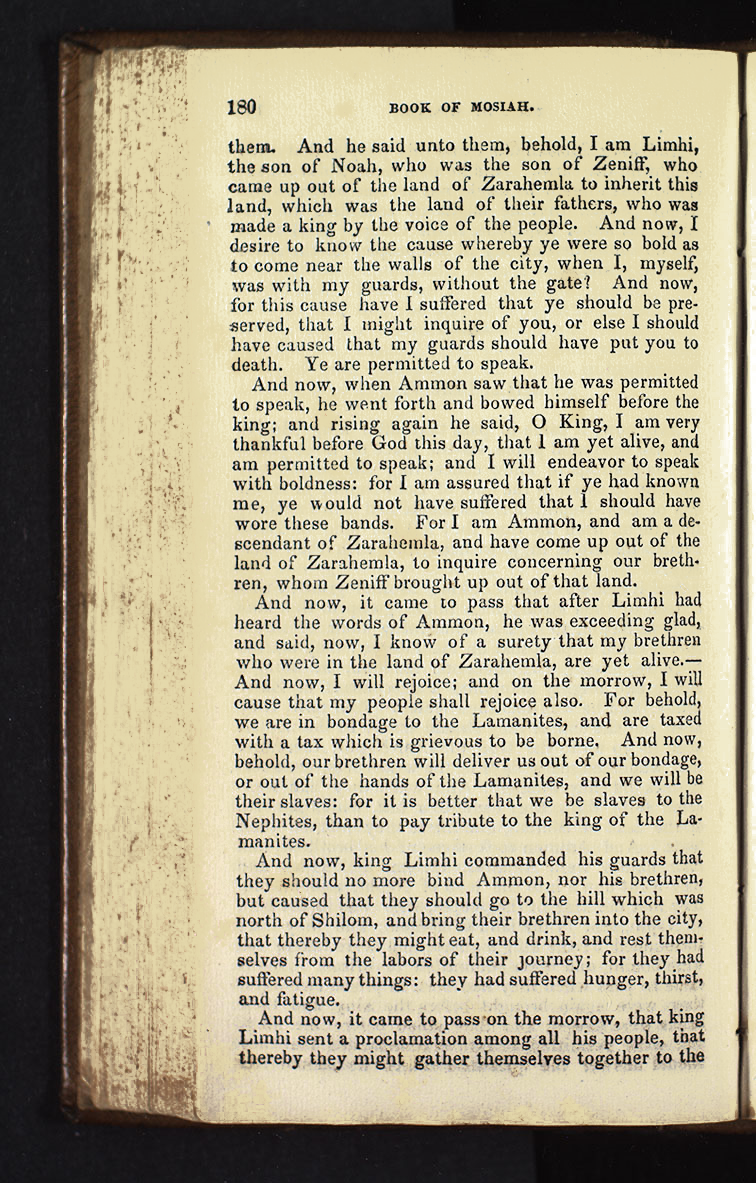 180 BOOK OF MOSIAH.
them. And he said unto them, behold, I am Limhi,
the son of Noah, who was the son of Zeniff, who
came up out of the land of Zarahemla to inherit this
land, which was the land of their fathers, who was
made a king by the voice of the people. And now, I
desire to know the cause whereby ye were so bold as
to come near the walls of the city, when I, myself,
was with my guards, without the gate? And now,
for this cause have I suffered that ye should be pre-
served, that I might inquire of you, or else I should
have caused that my guards should have put you to
death. Ye are permitted to speak.
And now, when Ammon saw that he was permitted
to speak, he went forth and bowed himself before the
king; and rising again he said, O King, I am very
thankful before God this day, that I am yet alive, and
am permitted to speak; and I will endeavor to speak
with boldness: for I am assured that if ye had known
me, ye would not have suffered that I should have
wore these bands. For I am Ammon, and am a de-
scendant of Zarahemla, and have come up out of the
land of Zarahemla, to inquire concerning our breth-
ren, whom Zeniff brought up out of that land.
And now, it came to pass that after Limhi had
heard the words of Ammon, he was exceeding glad,
and said, now, I know of a surety that my brethren
who were in the land of Zarahemla, are yet alive.—
And now, I will rejoice; and on the morrow, I will
cause that my people shall rejoice also. For behold,
we are in bondage to the Lamanites, and are taxed
with a tax which is grievous to be borne. And now,
behold, our brethren will deliver us out of our bondage,
or out of the hands of the Lamanites, and we will be
their slaves: for it is better that we be slaves to the
Nephites, than to pay tribute to the king of the La-
manites.
And now, king Limhi commanded his guards that
they should no more bind Ammon, nor his brethren,
but caused that they should go to the hill which was
north of Shilom, and bring their brethren into the city,
that thereby they might eat, and drink, and rest them-
selves from the labors of their journey; for they had
suffered many things: they had suffered hunger, thirst,
and fatigue.
And now, it came to pass on the morrow, that king
Limhi sent a proclamation among all his people, that
thereby they might gather themselves together to the